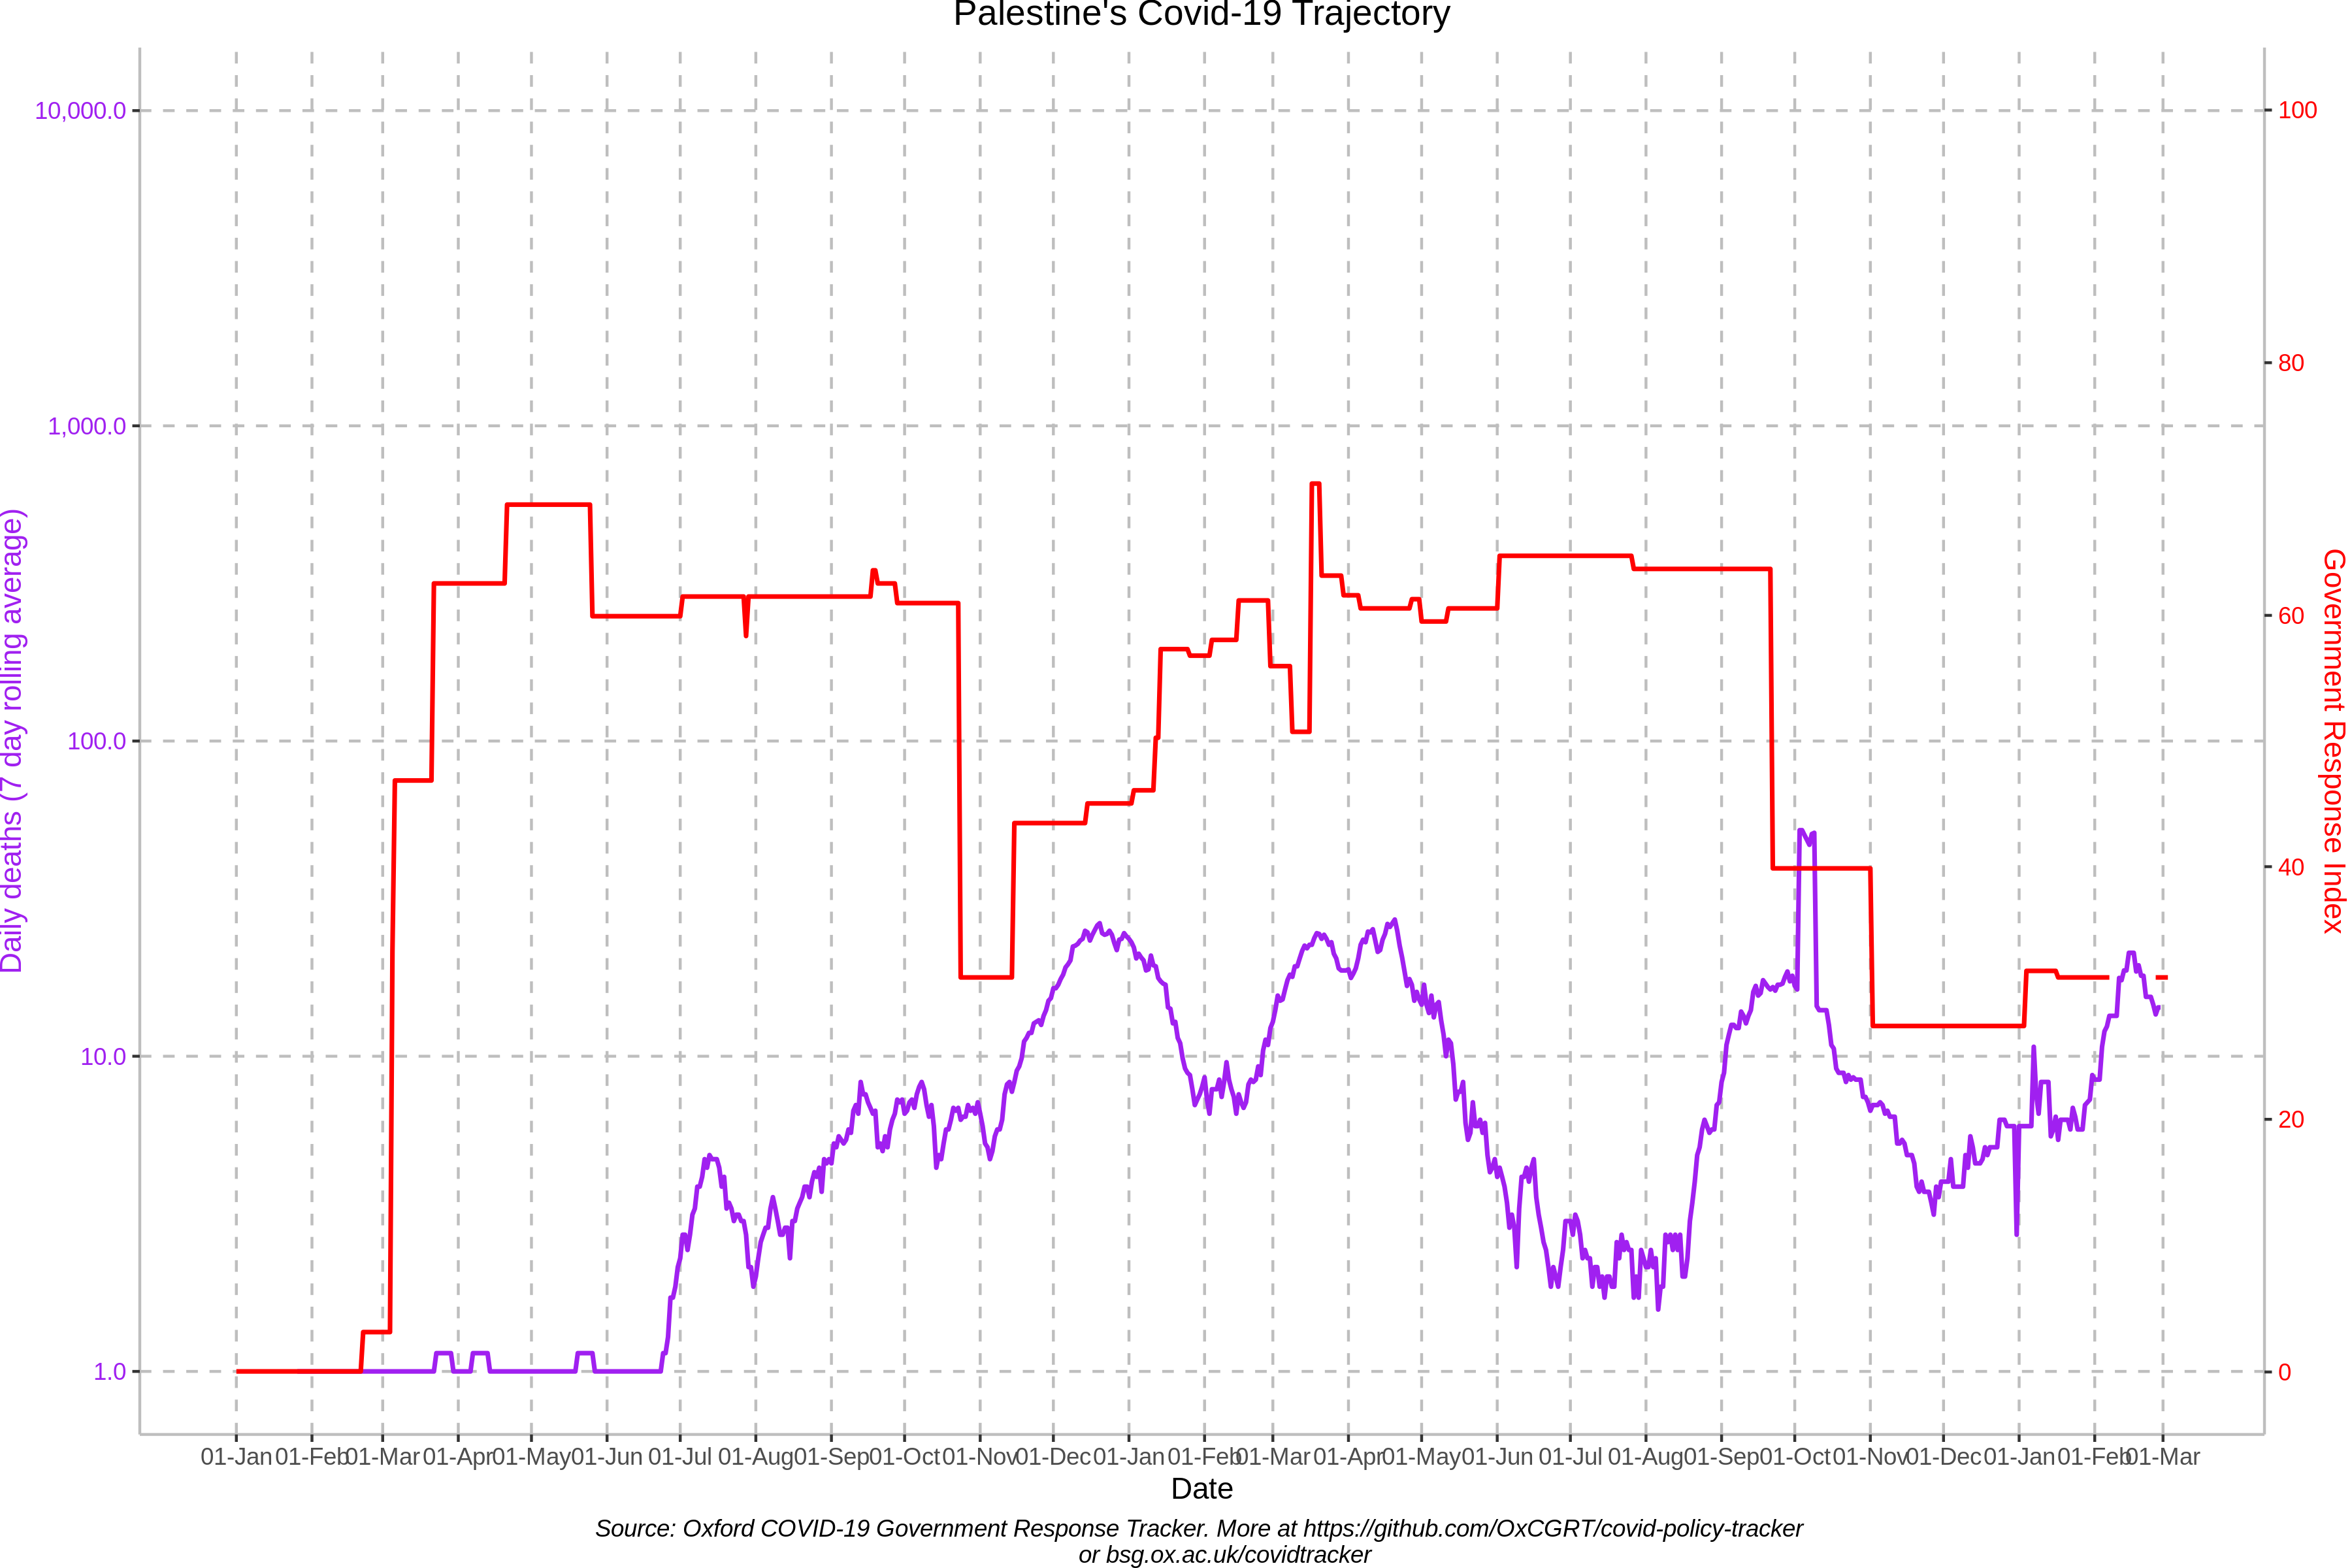 Palestine's Covid-19 Trajectory
10,000.0
1,000.0
100.0
10.0
1.0
Daily deaths (7 day rolling average)
100
80
60
40
20
0
Government Response Index
01-Jan 01-Feb 01-Mar 01-Apr 01-May 01-Jun 01-Jul 01-Aug 01-Sep 01-Oct 01-Nov 01-Dec 01-Jan 01-Feb 01-Mar 01-Apr 01-May 01-Jun 01-Jul 01-Aug 01-Sep 01-Oct 01-Nov 01-Dec 01-Jan 01-Feb 01-Mar
Date
Source: Oxford COVID-19 Government Response Tracker. More at https://github.com/OxCGRT/covid-policy-tracker
or bsg.ox.ac.uk/covidtracker